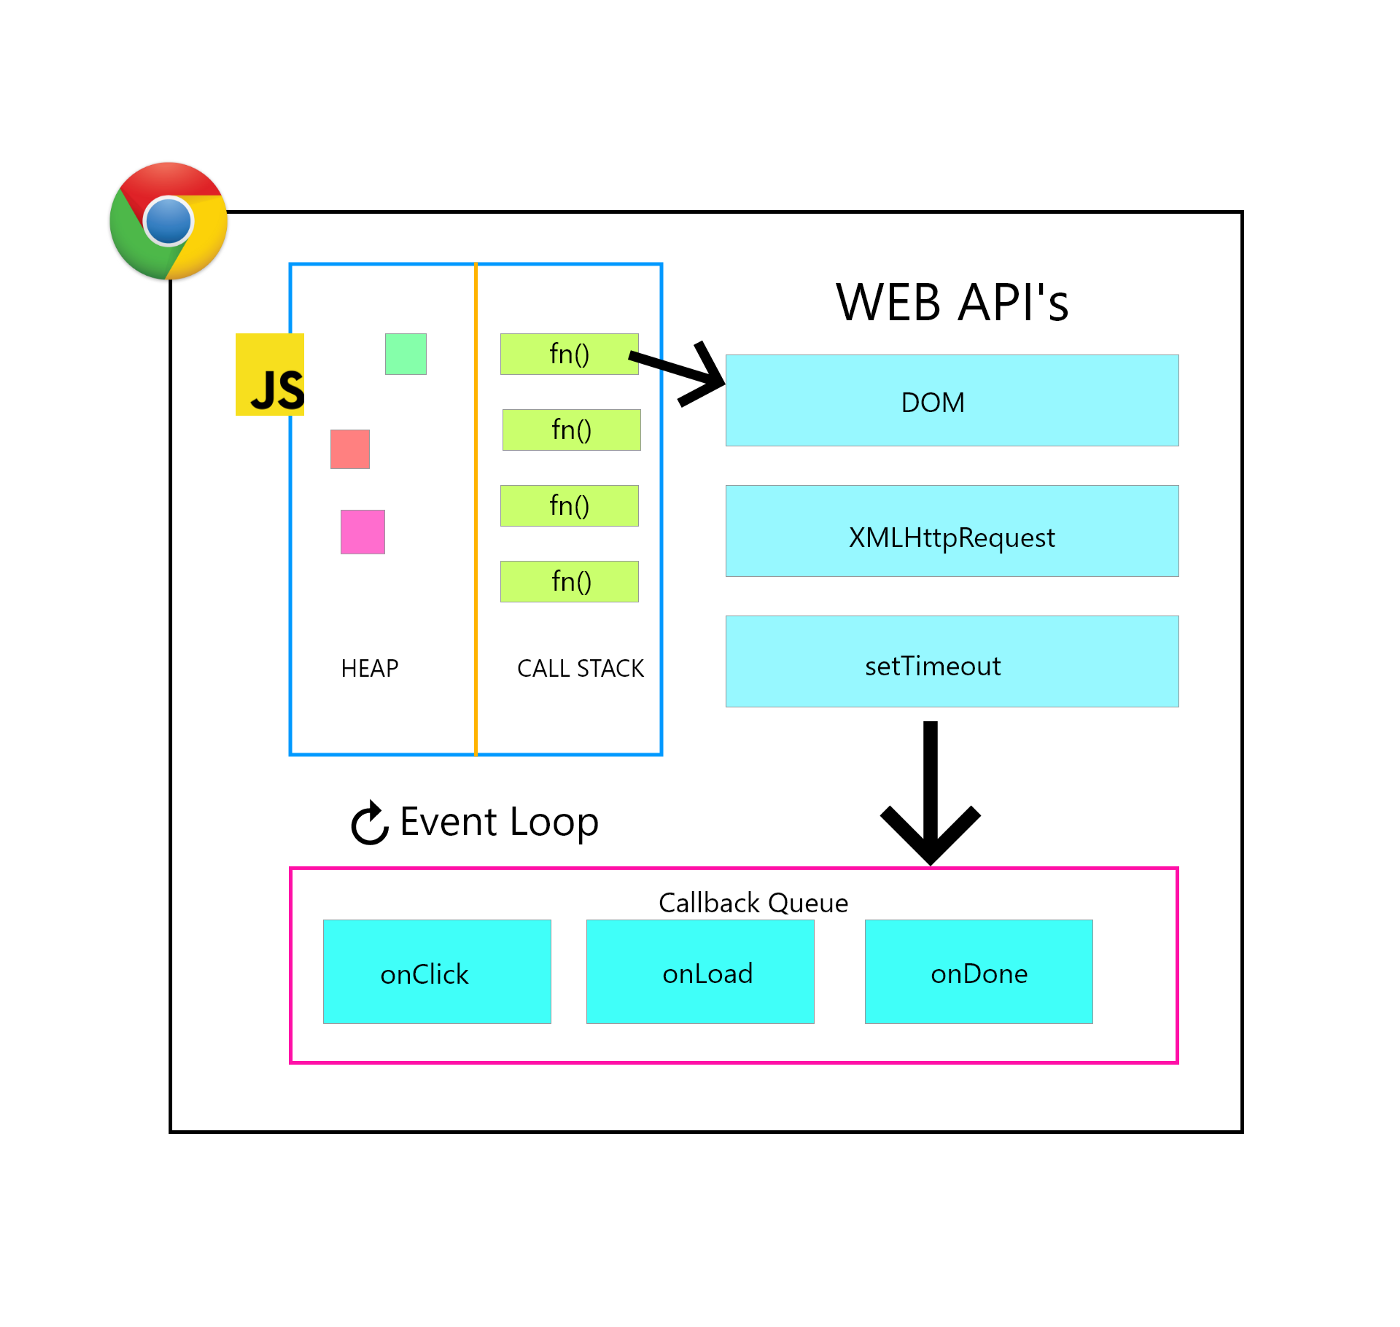 WEB API's
JS
fn()
DOM
fn()
fn()
XMLHttpRequest
fn()
setTimeout
HEAP
CALL STACK
Event Loop
Callback Queue
onClick
onLoad
onDone